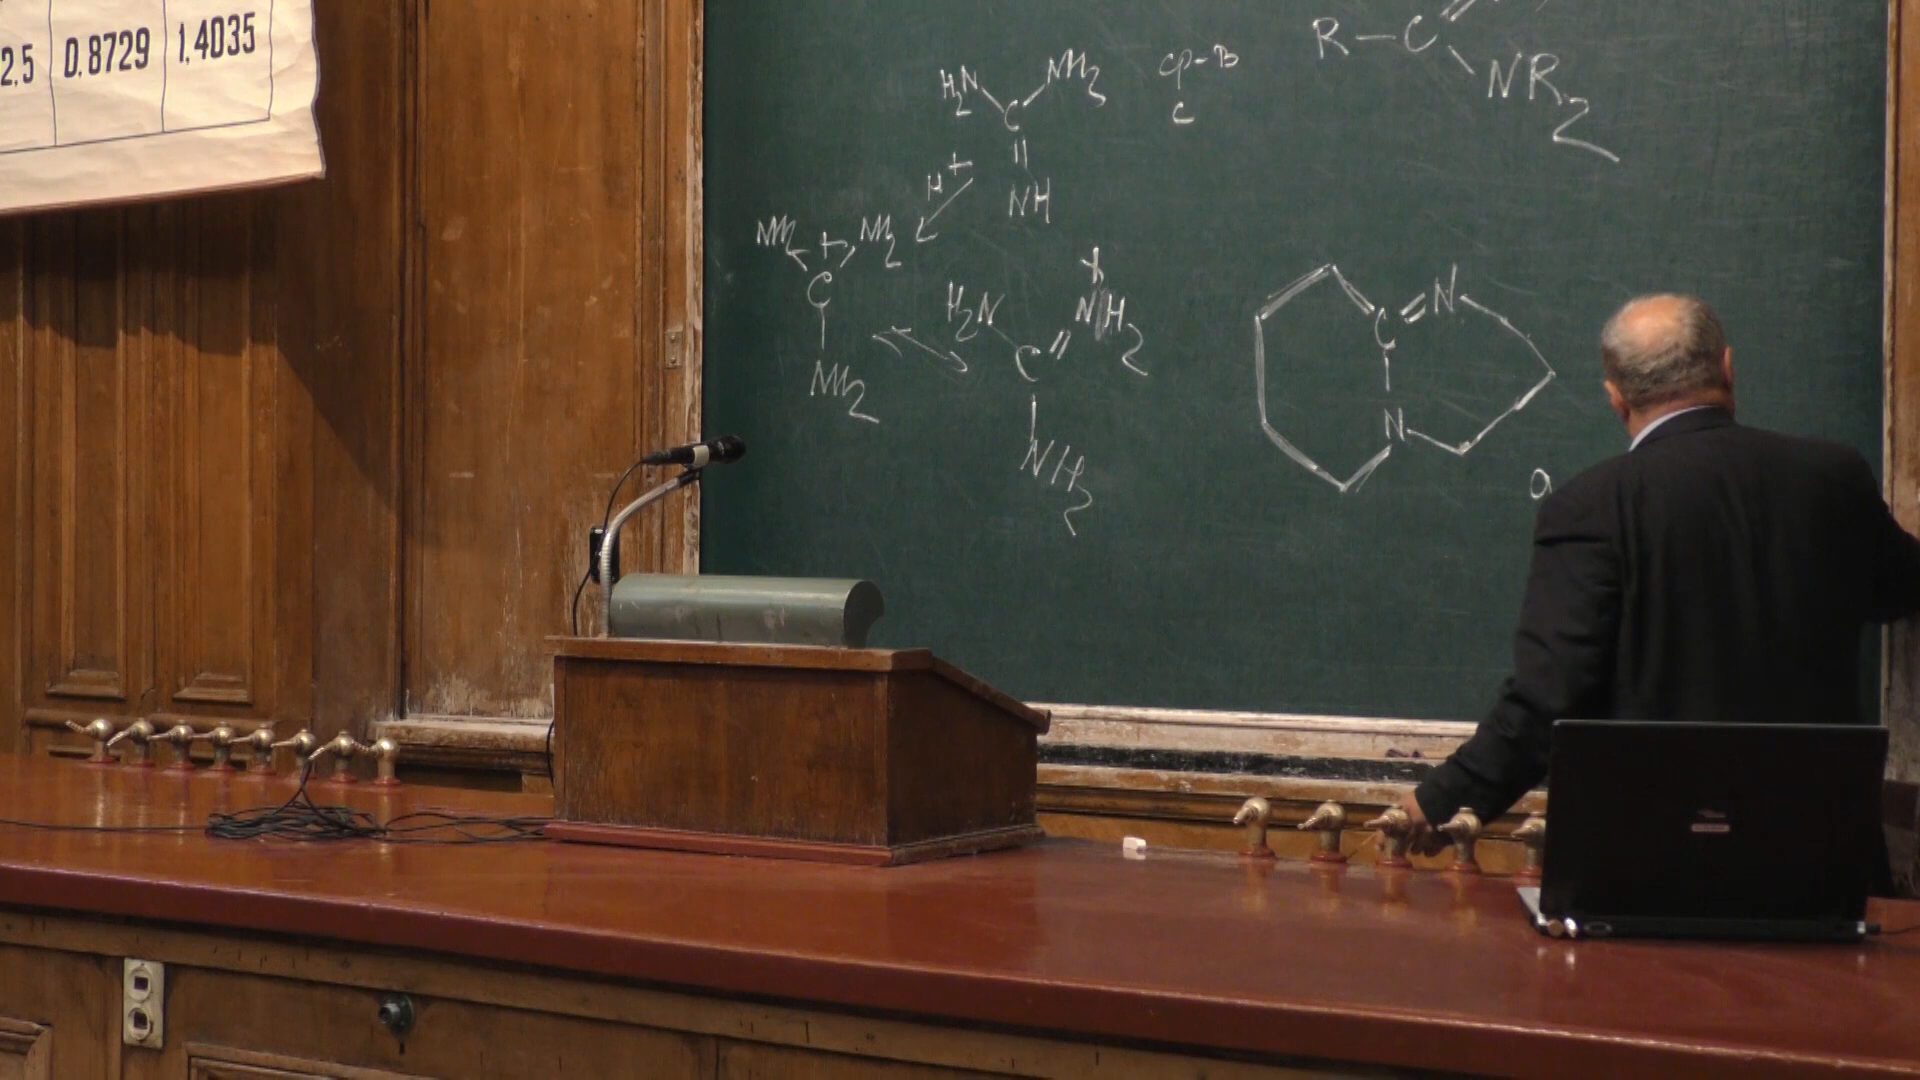 2,5 0,8729 1,4035
H2N NH2
C
NH
ср-в
с
R-C
NR2
H+
NH2 + NH2
C
NH2
H2N +NH2
C
NH2
C=N
N
a